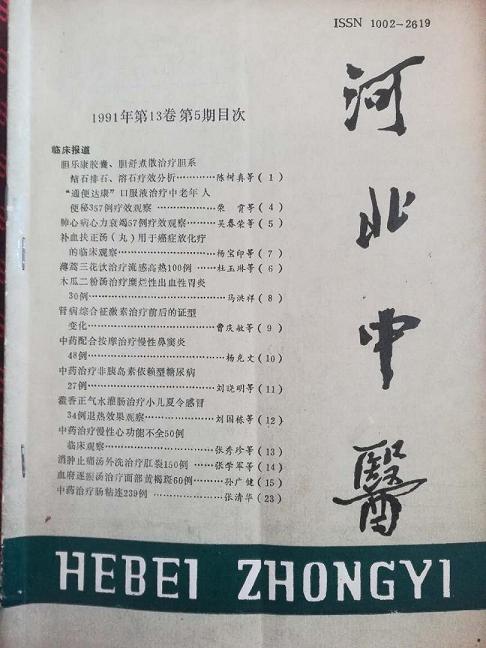 ISSN 1002-2619
河北中醫
1991年第13卷第5期目次
临床报道
胆乐康胶囊、胆舒煮散治疗胆系
结石排石、溶石疗效分析…………陈树真等(1)
“通便达康”口服液治疗中老年人
便秘357例疗效观察…………荣 霄等(4)
肺心病心力衰竭57例疗效观察……吴春荣等(5)
补血扶正汤(丸)用于癌症放化疗
的临床观察…………杨宝印等(7)
薄荷三花饮治疗流感高热100例…杜玉琳等(6)
木瓜二粉汤治疗糜烂性出血性胃炎
30例…………马洪祥(8)
肾病综合征激素治疗前后的证型
变化…………曹庆敏等(9)
中药配合按摩治疗慢性鼻窦炎
48例…………杨克文(10)
中药治疗非胰岛素依赖型糖尿病
27例…………刘晓明等(11)
藿香正气水灌肠治疗小儿夏令感冒
34例退热效果观察…………刘国栋等(12)
中药治疗慢性心功能不全50例
临床观察…………张秀珍等(13)
消肿止痛汤外洗治疗肛裂150例…张学军等(14)
血府逐瘀汤治疗面部黄褐斑60例…孙广健(15)
中药治疗肠粘连239例…………张清华(23)
HEBEI ZHONGYI